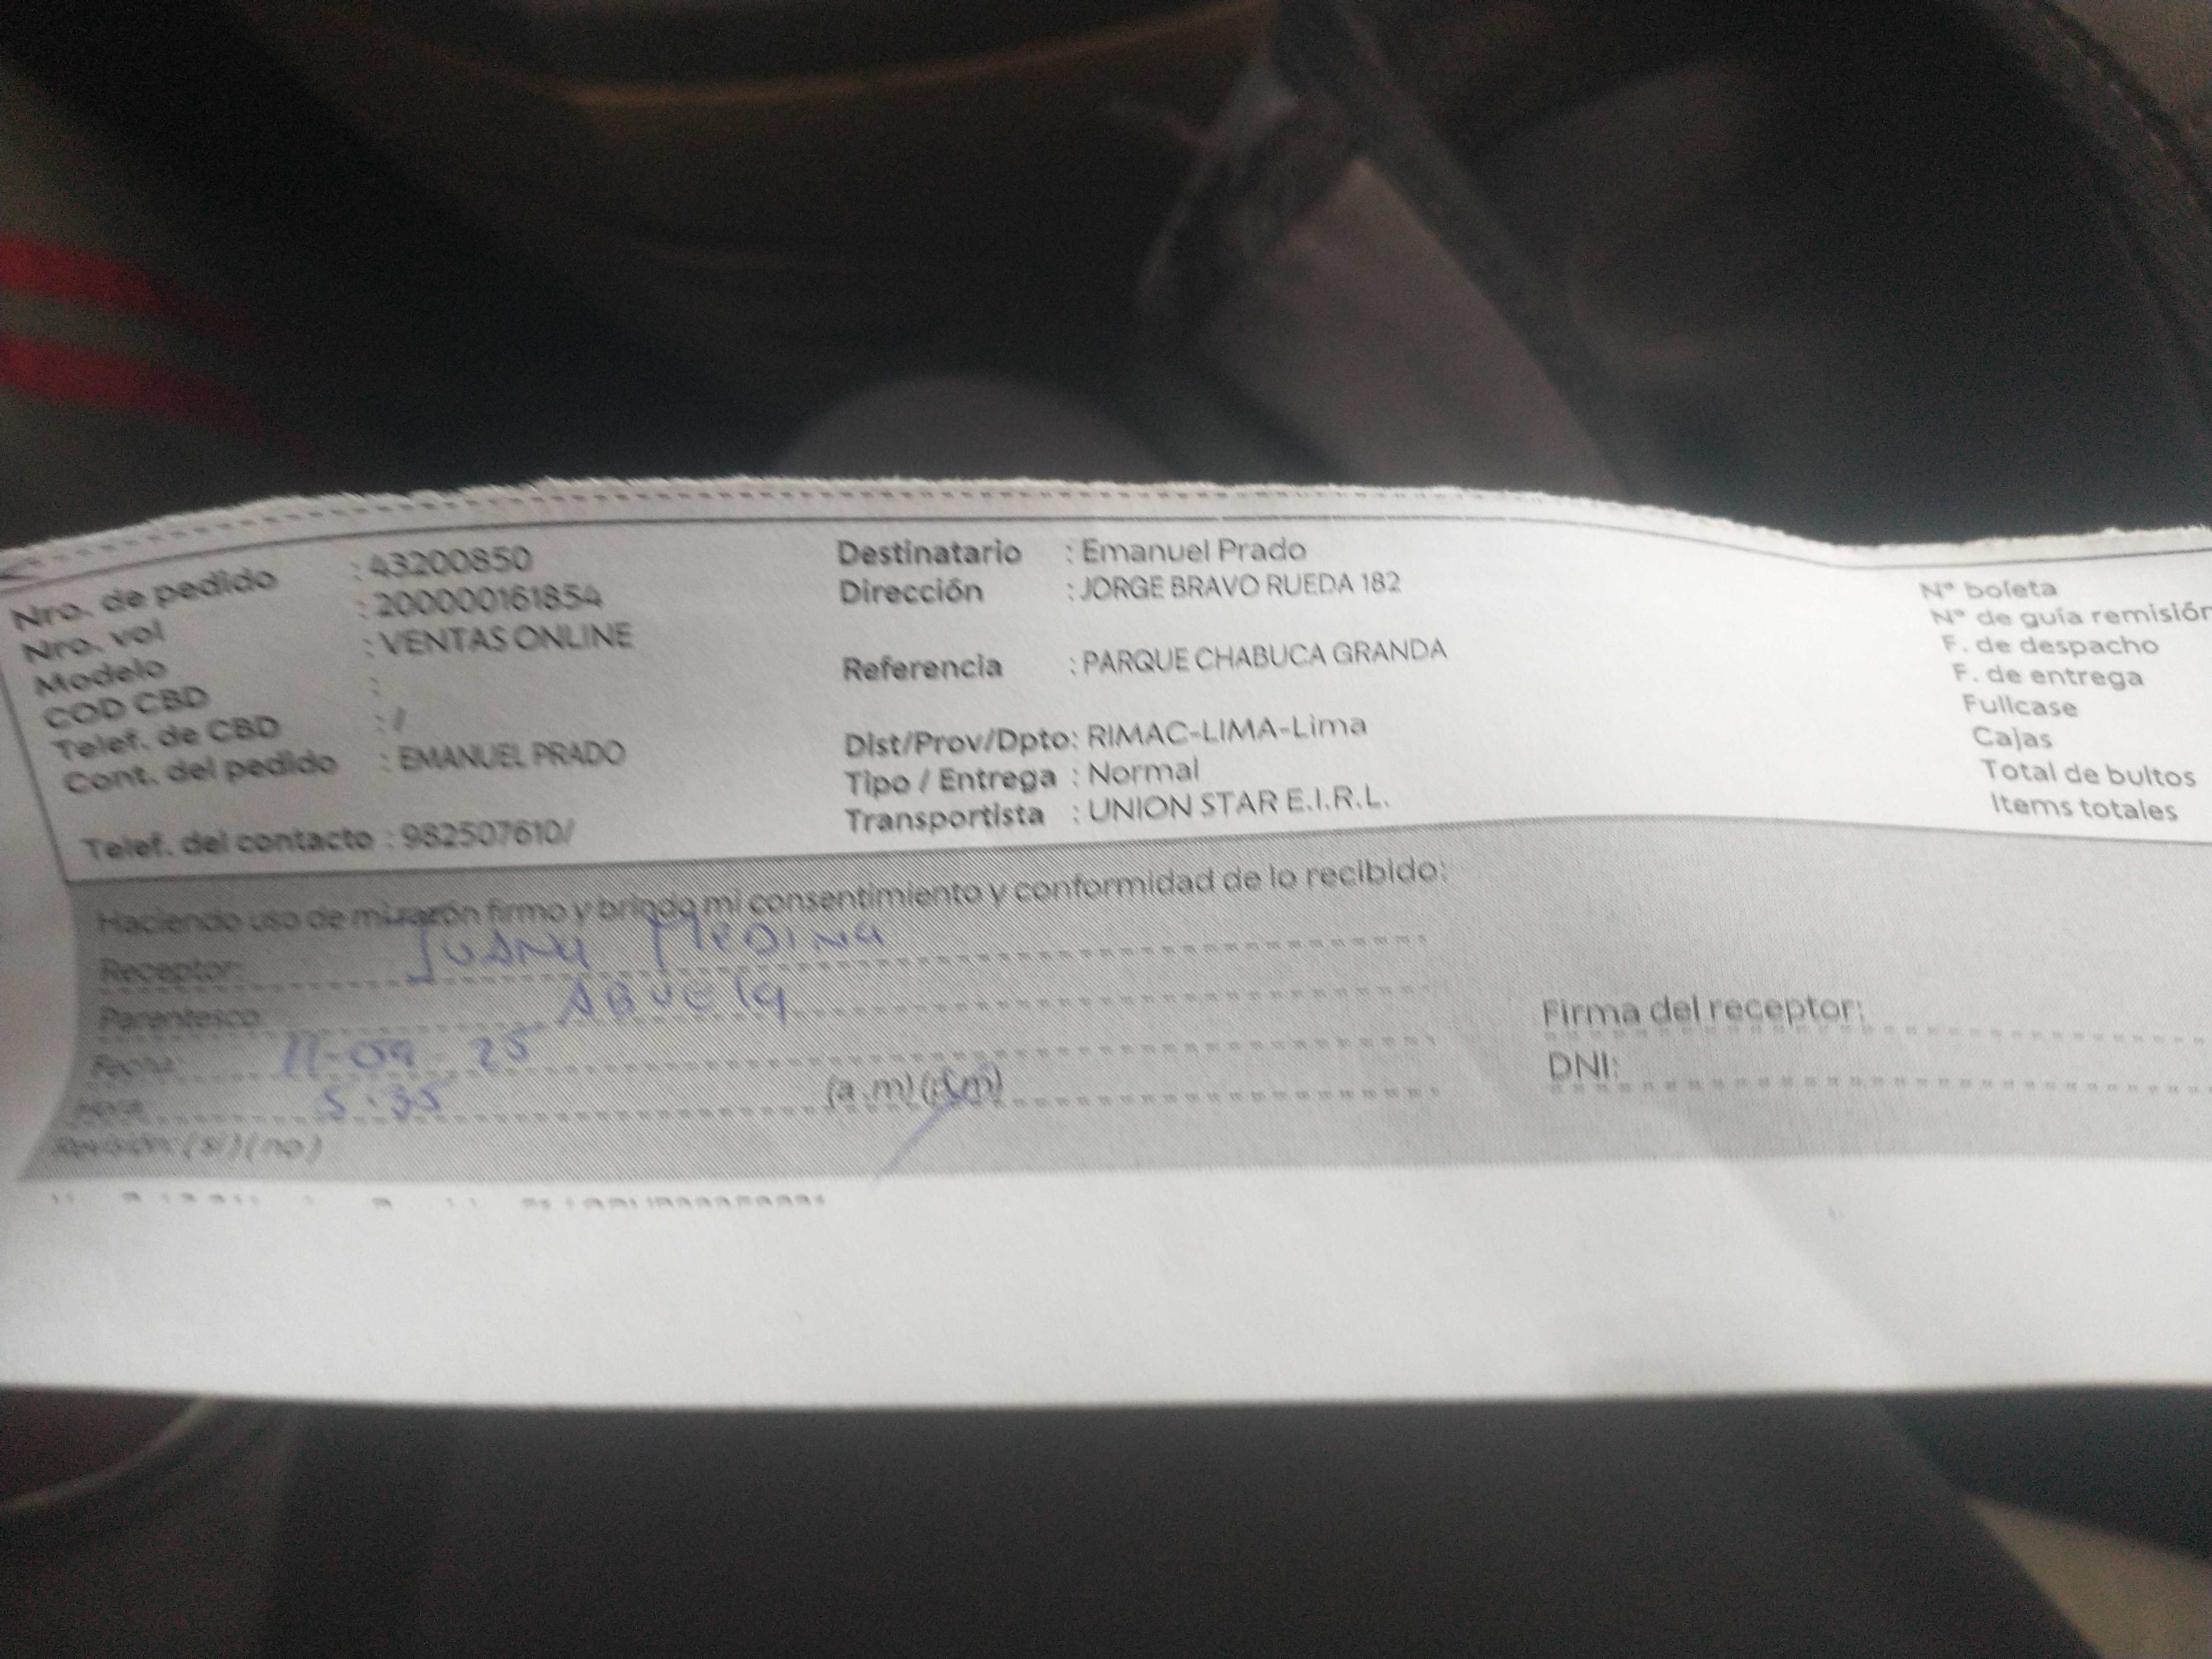 Nro. de pedido : 43200850
Nro. vol : 200000161854
Modelo : VENTAS ONLINE
COD CBD :
Telef. de CBD : /
Cont. del pedido : EMANUEL PRADO
Telef. del contacto : 982507610/
Destinatario : Emanuel Prado
Dirección : JORGE BRAVO RUEDA 182
Referencia : PARQUE CHABUCA GRANDA
Dist/Prov/Dpto: RIMAC-LIMA-Lima
Tipo / Entrega : Normal
Transportista : UNION STAR E.I.R.L.
N° boleta
N° de guía remisión
F. de despacho
F. de entrega
Fullcase
Cajas
Total de bultos
Items totales
Haciendo uso de mi razón firmo y brindo mi consentimiento y conformidad de lo recibido:
Receptor: JUANA MEDINA
Parentesco ABUELA
Fecha: 11-09-25
Hora 5:35 (a.m) (p.m)
Revisión: (si) (no)
Firma del receptor:
DNI: